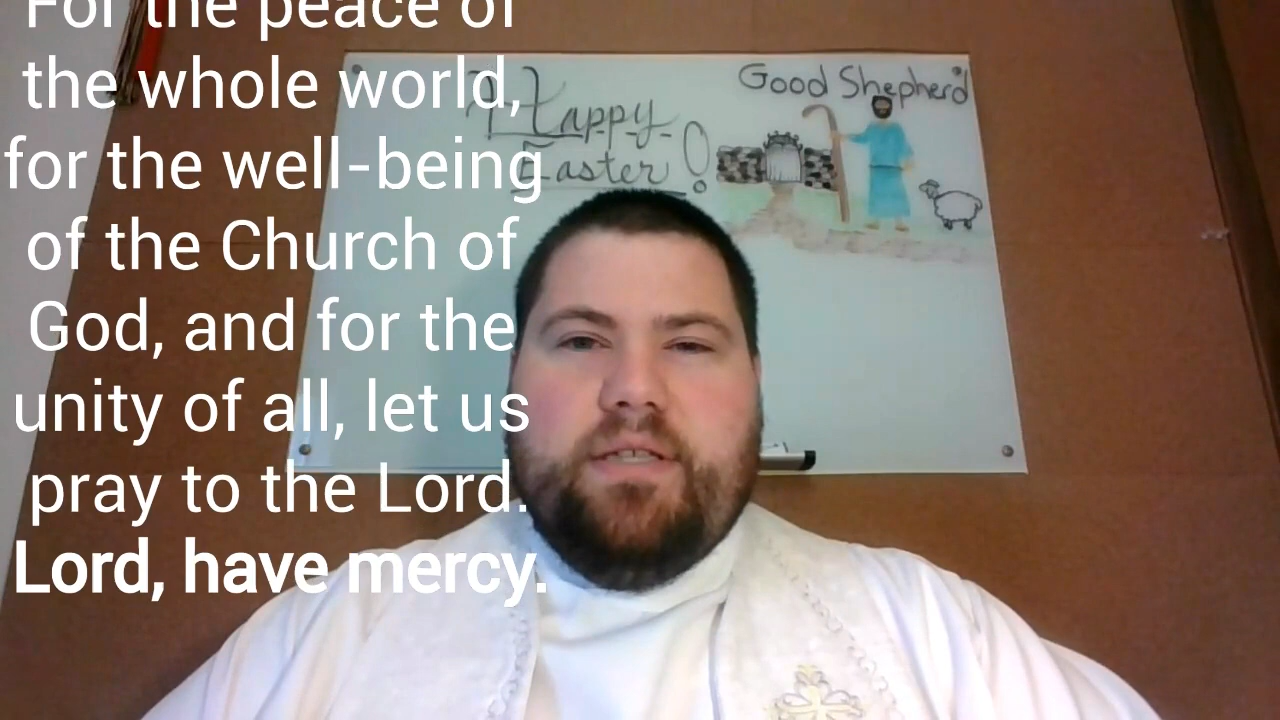 For the peace of
the whole world,
for the well-being
of the Church of
God, and for the
unity of all, let us
pray to the Lord.
Lord, have mercy.
Happy
Easter!
Good Shepherd